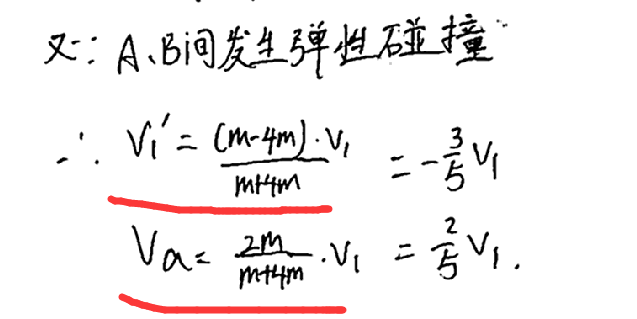 又∵ A、B间发生弹性碰撞
∴ V₁' = (m-4m)·V₁ / m+4m = -3/5 V₁
Va = 2m / m+4m · V₁ = 2/5 V₁.